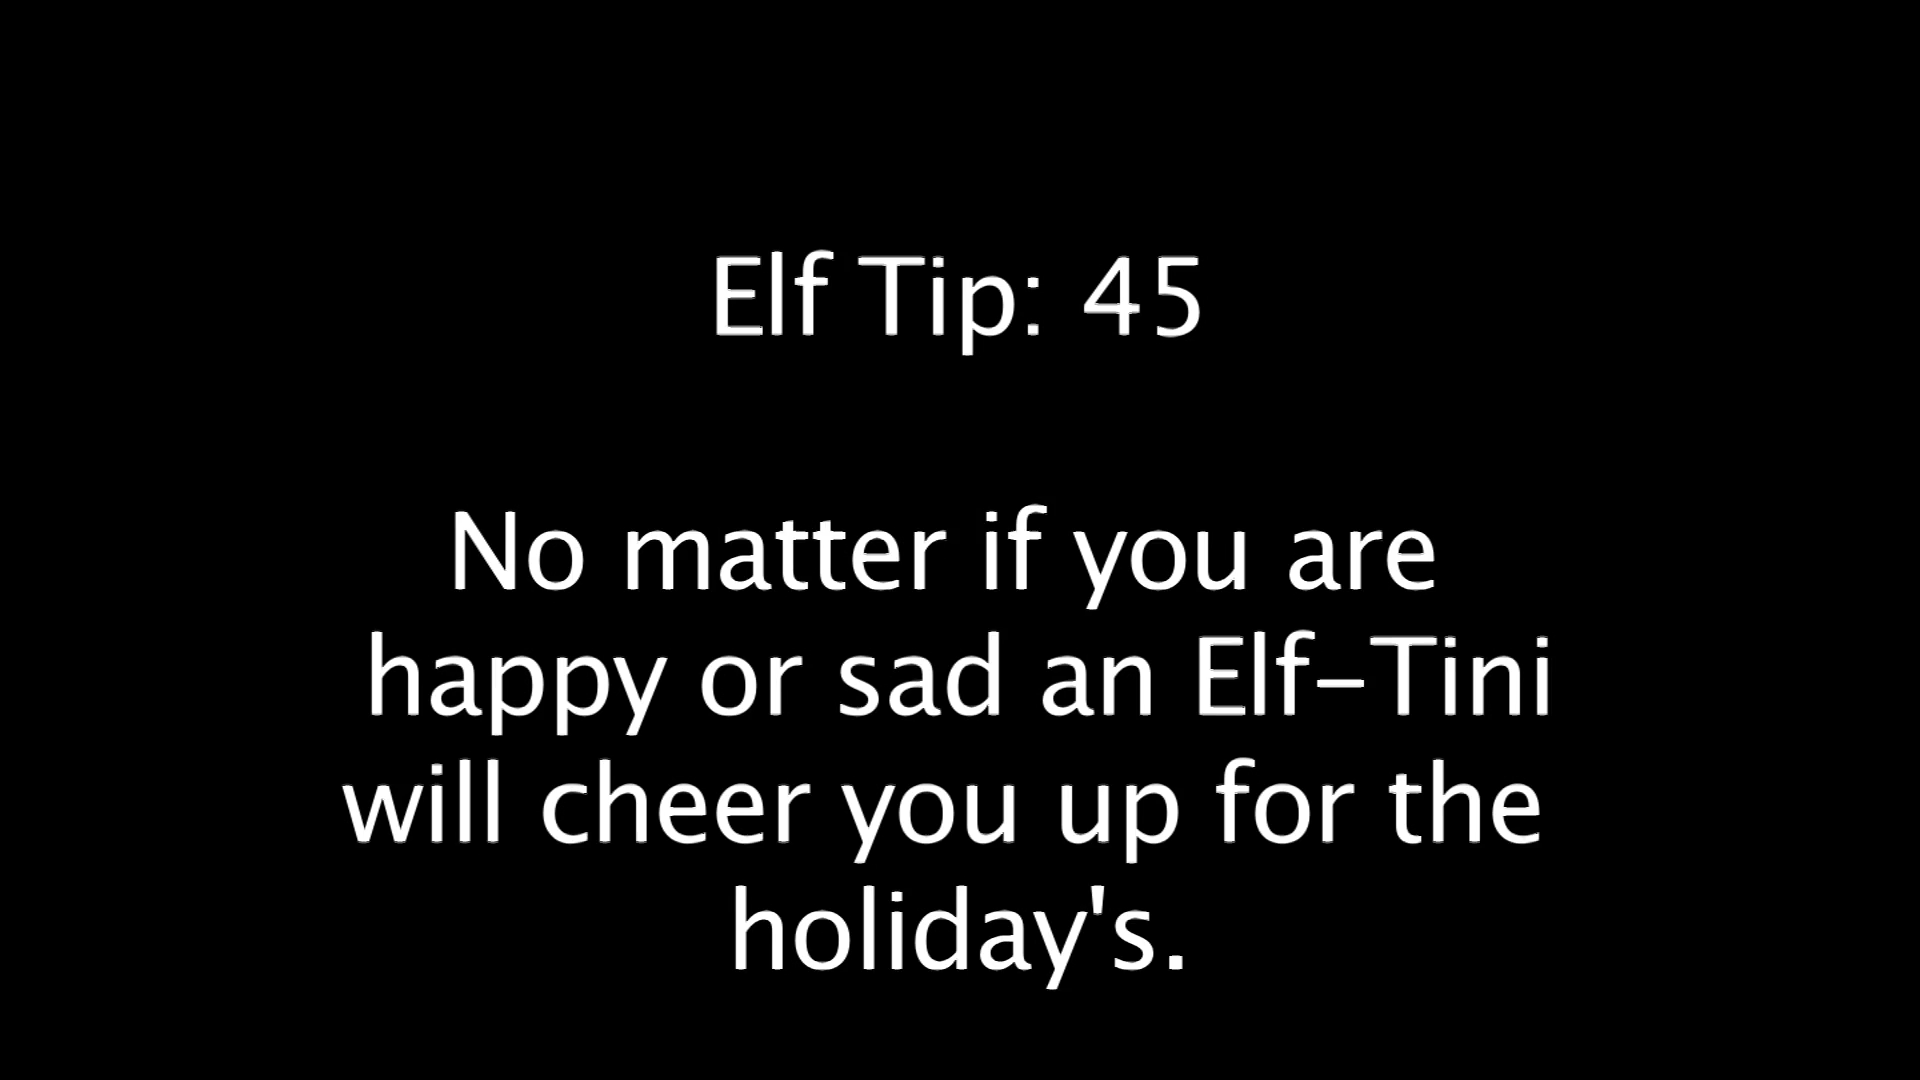 Elf Tip: 45
No matter if you are
happy or sad an Elf-Tini
will cheer you up for the
holiday's.